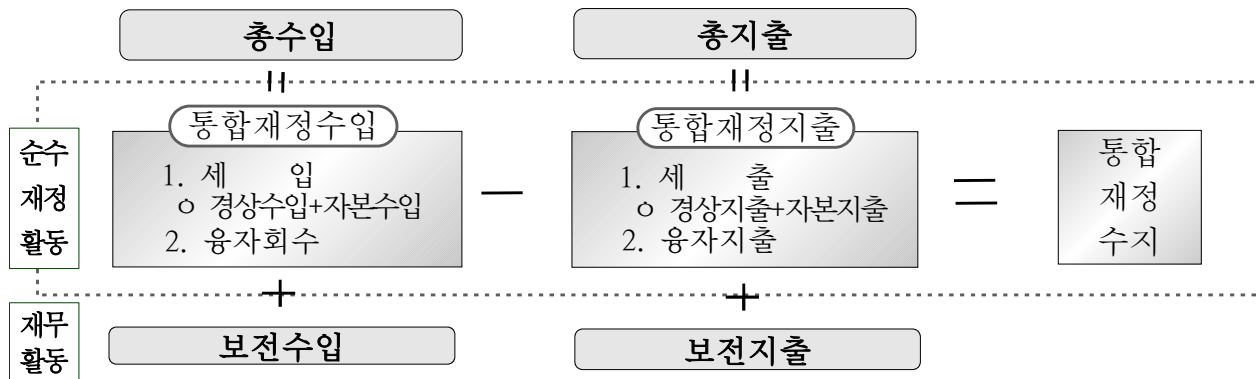 총수입
총지출
=
=
순수
재정
활동
통합재정수입
1. 세 입
ㅇ 경상수입+자본수입
2. 융자회수
－
통합재정지출
1. 세 출
ㅇ 경상지출+자본지출
2. 융자지출
=
통합
재정
수지
+
+
재무
활동
보전수입
보전지출